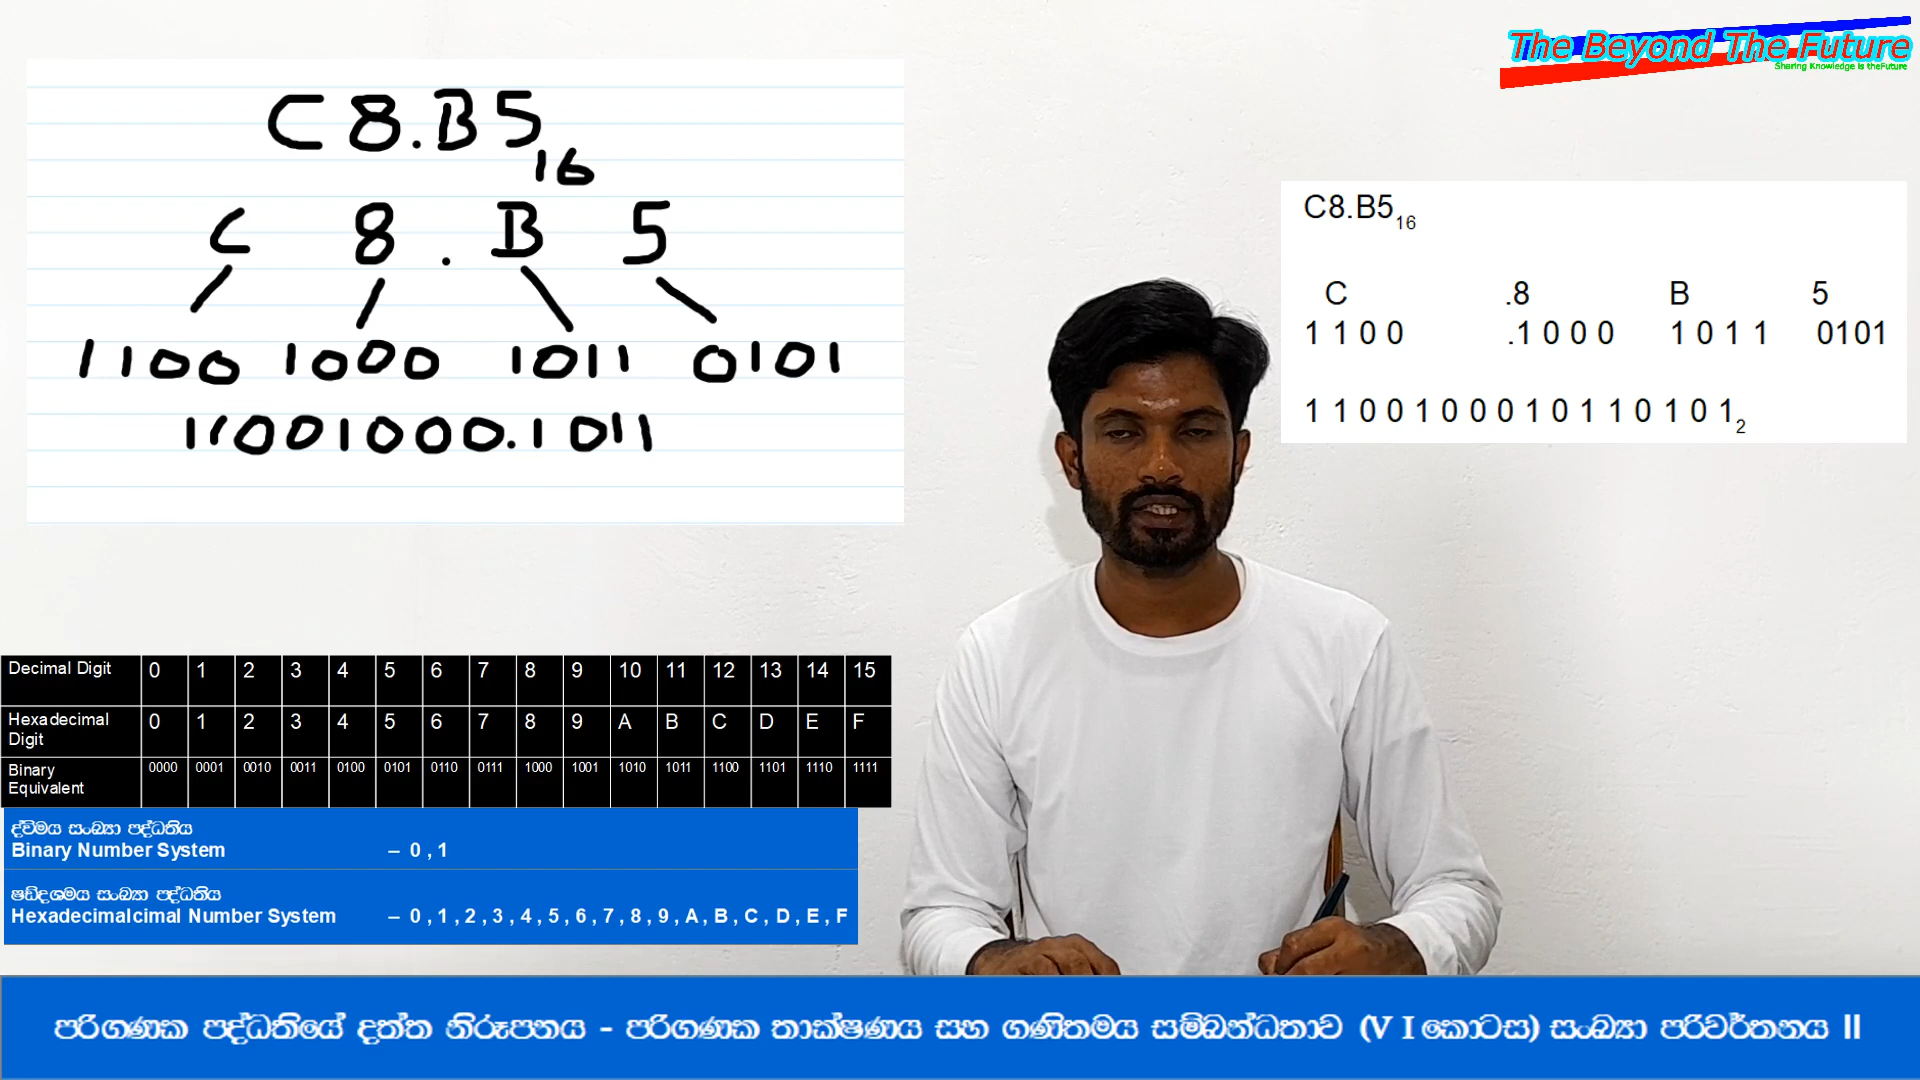 The Beyond The Future
Sharing Knowledge is theFuture
C8.B5₁₆
C 8 . B 5
1100 1000 1011 0101
11001000.1011
C8.B5₁₆
C .8 B 5
1 1 0 0 .1 0 0 0 1 0 1 1 0101
1 1 0 0 1 0 0 0 1 0 1 1 0 1 0 1₂
Decimal Digit 0 1 2 3 4 5 6 7 8 9 10 11 12 13 14 15
Hexadecimal Digit 0 1 2 3 4 5 6 7 8 9 A B C D E F
Binary Equivalent 0000 0001 0010 0011 0100 0101 0110 0111 1000 1001 1010 1011 1100 1101 1110 1111
ද්විමය සංඛ්‍යා පද්ධතිය
Binary Number System – 0 , 1
ෂඩ්දශමය සංඛ්‍යා පද්ධතිය
Hexadecimalcimal Number System – 0 , 1 , 2 , 3 , 4 , 5 , 6 , 7 , 8 , 9 , A , B , C , D , E , F
පරිගණක පද්ධතියේ දත්ත නිරූපනය - පරිගණක තාක්ෂණය සහ ගණිතමය සම්බන්ධතාව (V I කොටස) සංඛ්‍යා පරිවර්තනය II